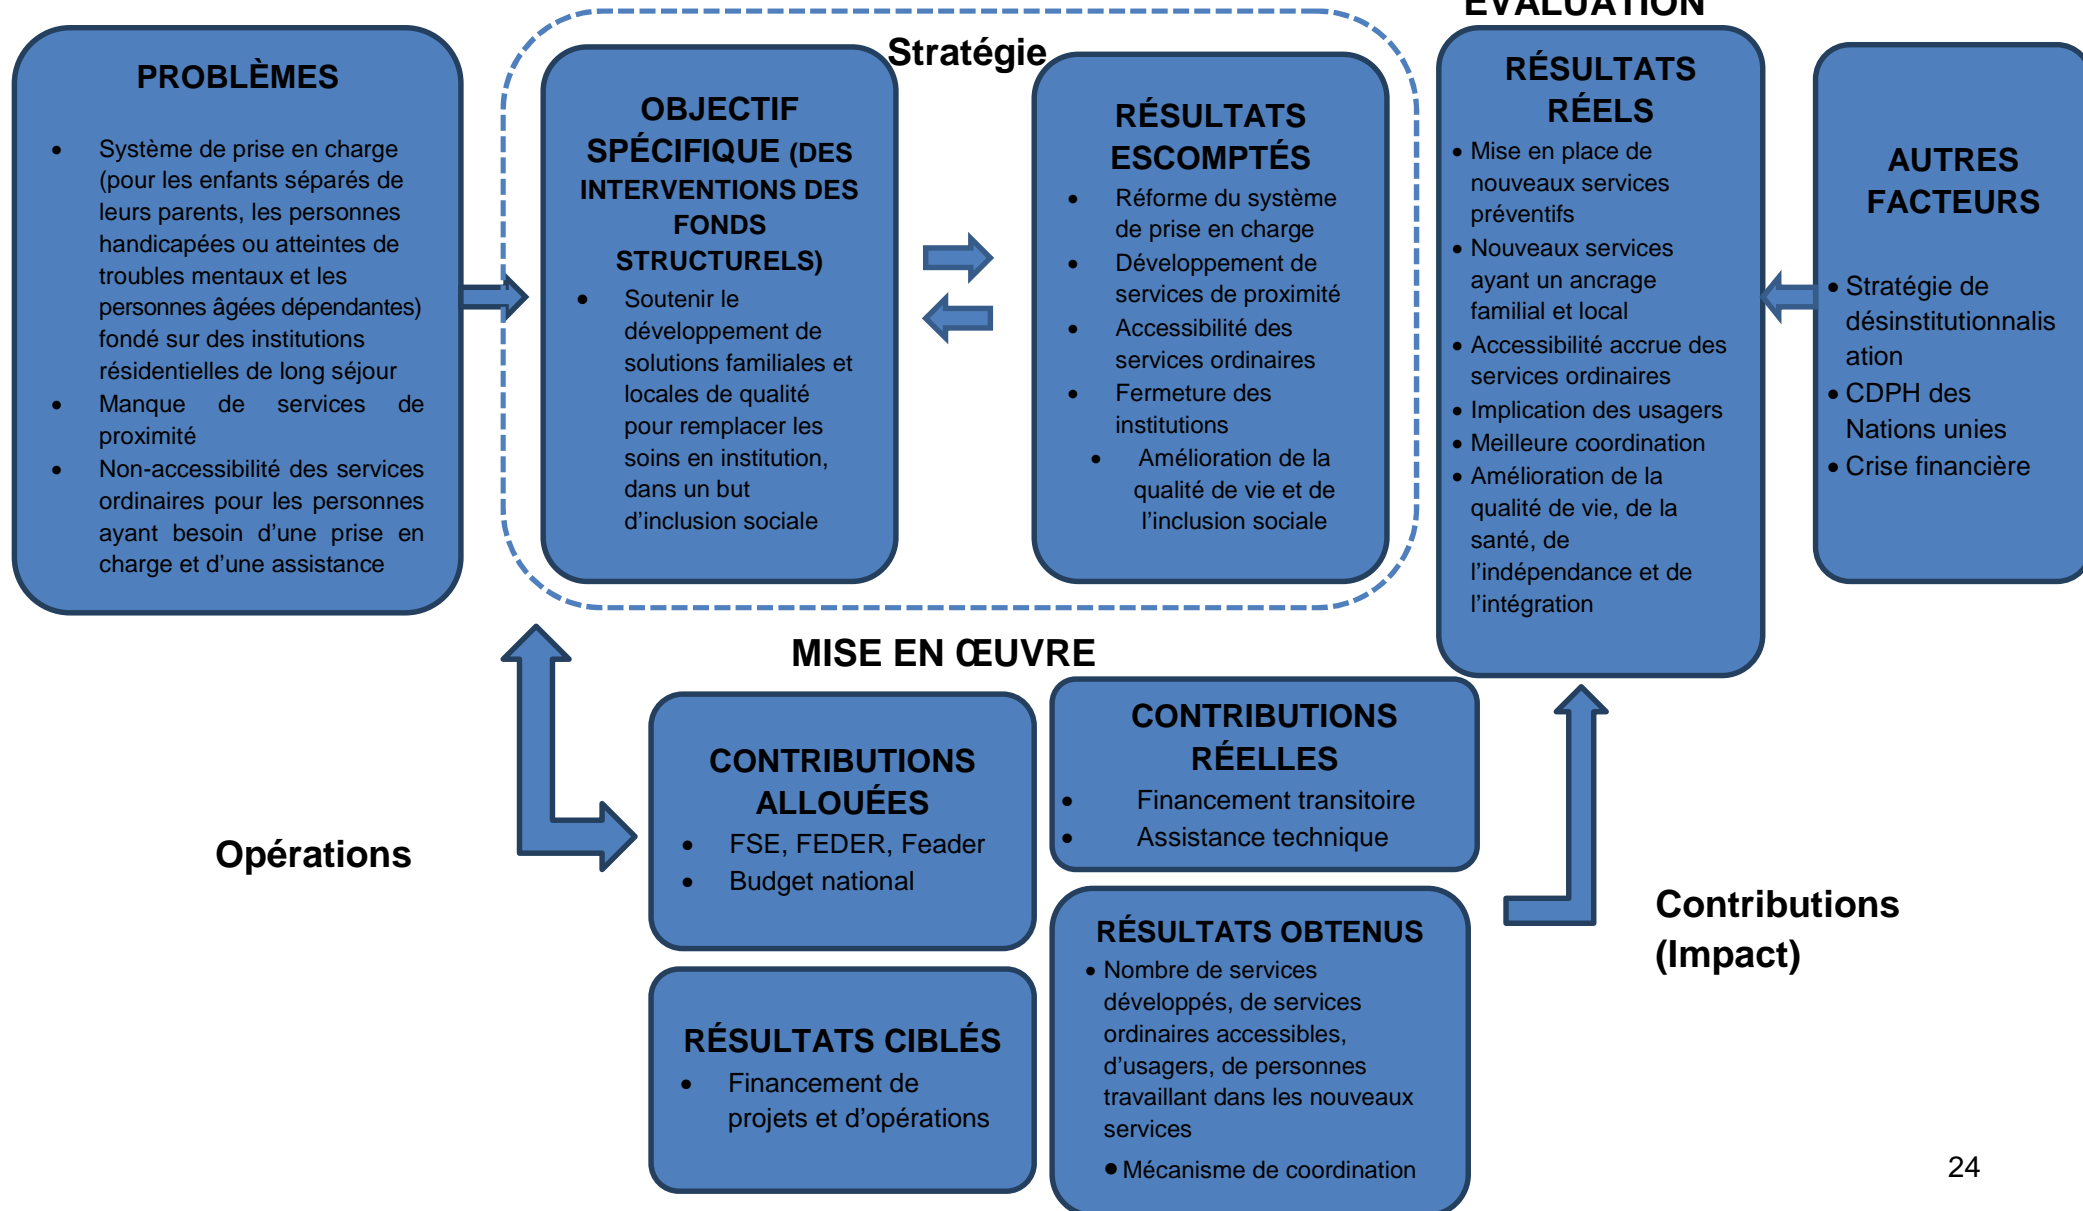 PROBLÈMES
• Système de prise en charge
(pour les enfants séparés de
leurs parents, les personnes
handicapées ou atteintes de
troubles mentaux et les
personnes âgées dépendantes)
fondé sur des institutions
résidentielles de long séjour
• Manque de services de
proximité
• Non-accessibilité des services
ordinaires pour les personnes
ayant besoin d'une prise en
charge et d'une assistance
Stratégie
OBJECTIF
SPÉCIFIQUE (DES
INTERVENTIONS DES
FONDS
STRUCTURELS)
• Soutenir le
développement de
solutions familiales et
locales de qualité
pour remplacer les
soins en institution,
dans un but
d'inclusion sociale
RÉSULTATS
ESCOMPTÉS
• Réforme du système
de prise en charge
• Développement de
services de proximité
• Accessibilité des
services ordinaires
• Fermeture des
institutions
• Amélioration de la
qualité de vie et de
l'inclusion sociale
ÉVALUATION
RÉSULTATS
RÉELS
• Mise en place de
nouveaux services
préventifs
• Nouveaux services
ayant un ancrage
familial et local
• Accessibilité accrue des
services ordinaires
• Implication des usagers
• Meilleure coordination
• Amélioration de la
qualité de vie, de la
santé, de
l'indépendance et de
l'intégration
AUTRES
FACTEURS
• Stratégie de
désinstitutionnalis
ation
• CDPH des
Nations unies
• Crise financière
MISE EN ŒUVRE
Opérations
CONTRIBUTIONS
ALLOUÉES
• FSE, FEDER, Feader
• Budget national
CONTRIBUTIONS
RÉELLES
• Financement transitoire
• Assistance technique
RÉSULTATS CIBLÉS
• Financement de
projets et d'opérations
RÉSULTATS OBTENUS
• Nombre de services
développés, de services
ordinaires accessibles,
d'usagers, de personnes
travaillant dans les nouveaux
services
• Mécanisme de coordination
Contributions
(Impact)
24